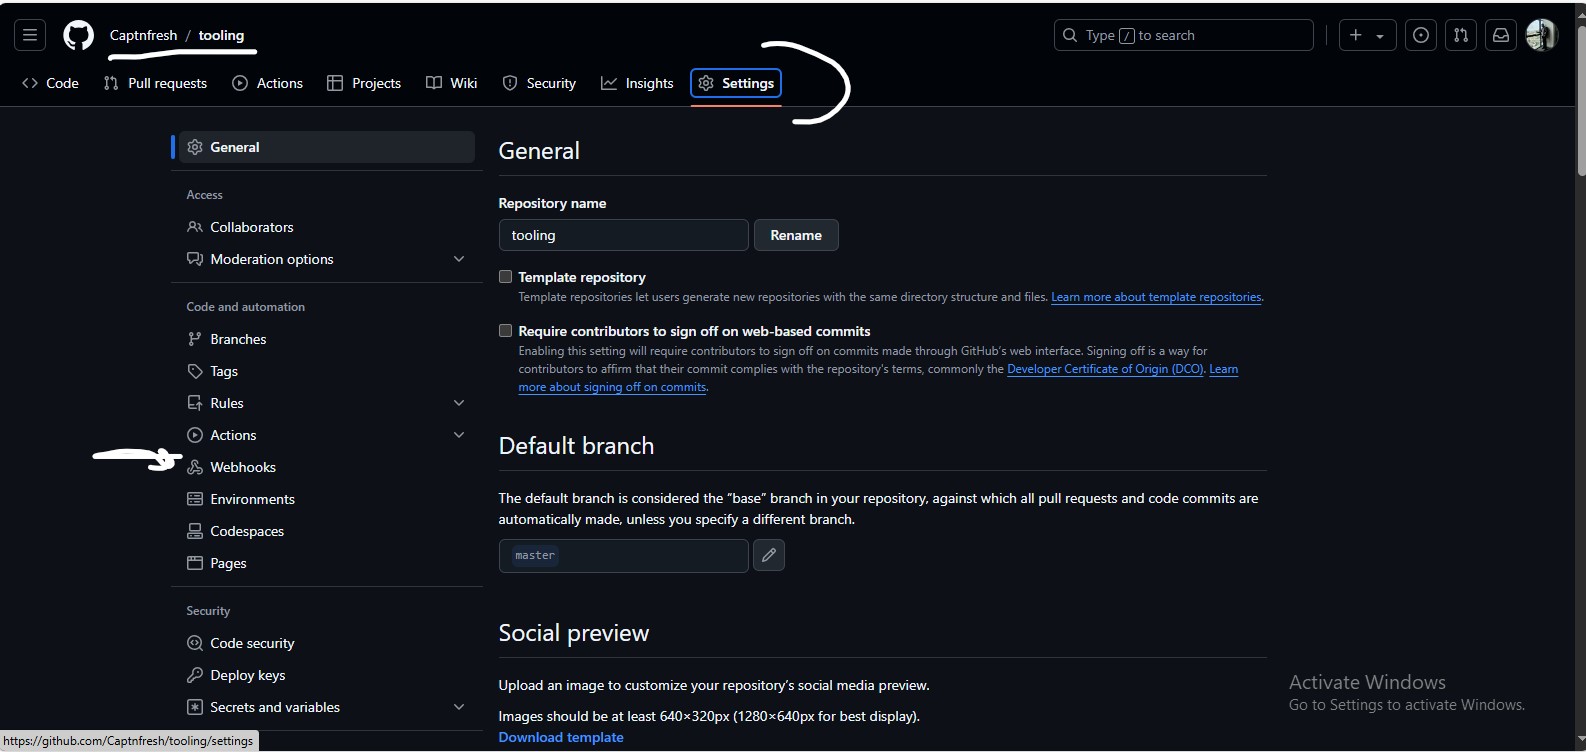 Captnfresh / tooling
Type / to search
Code Pull requests Actions Projects Wiki Security Insights Settings
General
Access
Collaborators
Moderation options
Code and automation
Branches
Tags
Rules
Actions
Webhooks
Environments
Codespaces
Pages
Security
Code security
Deploy keys
Secrets and variables
General
Repository name
tooling Rename
Template repository
Template repositories let users generate new repositories with the same directory structure and files. Learn more about template repositories.
Require contributors to sign off on web-based commits
Enabling this setting will require contributors to sign off on commits made through GitHub's web interface. Signing off is a way for
contributors to affirm that their commit complies with the repository's terms, commonly the Developer Certificate of Origin (DCO). Learn
more about signing off on commits.
Default branch
The default branch is considered the “base” branch in your repository, against which all pull requests and code commits are
automatically made, unless you specify a different branch.
master
Social preview
Upload an image to customize your repository's social media preview.
Images should be at least 640×320px (1280×640px for best display).
Download template
Activate Windows
Go to Settings to activate Windows.
https://github.com/Captnfresh/tooling/settings